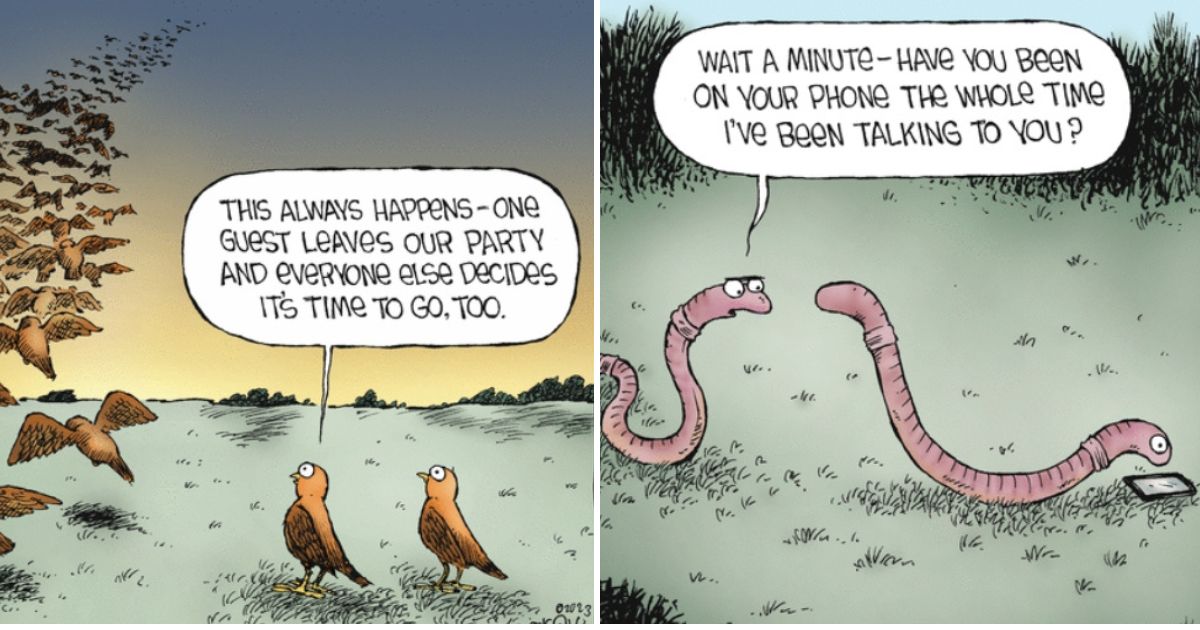 THIS ALWAYS HAPPENS - ONE
GUEST LEAVES OUR PARTY
AND EVERYONE ELSE DECIDES
IT'S TIME TO GO, TOO.
©2023
WAIT A MINUTE - HAVE YOU BEEN
ON YOUR PHONE THE WHOLE TIME
I'VE BEEN TALKING TO YOU?